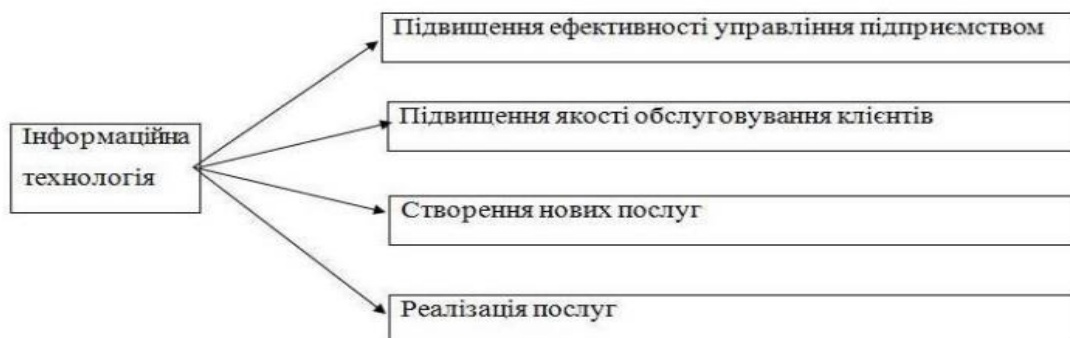 Підвищення ефективності управління підприємством
Підвищення якості обслуговування клієнтів
Інформаційна
технологія
Створення нових послуг
Реалізація послуг